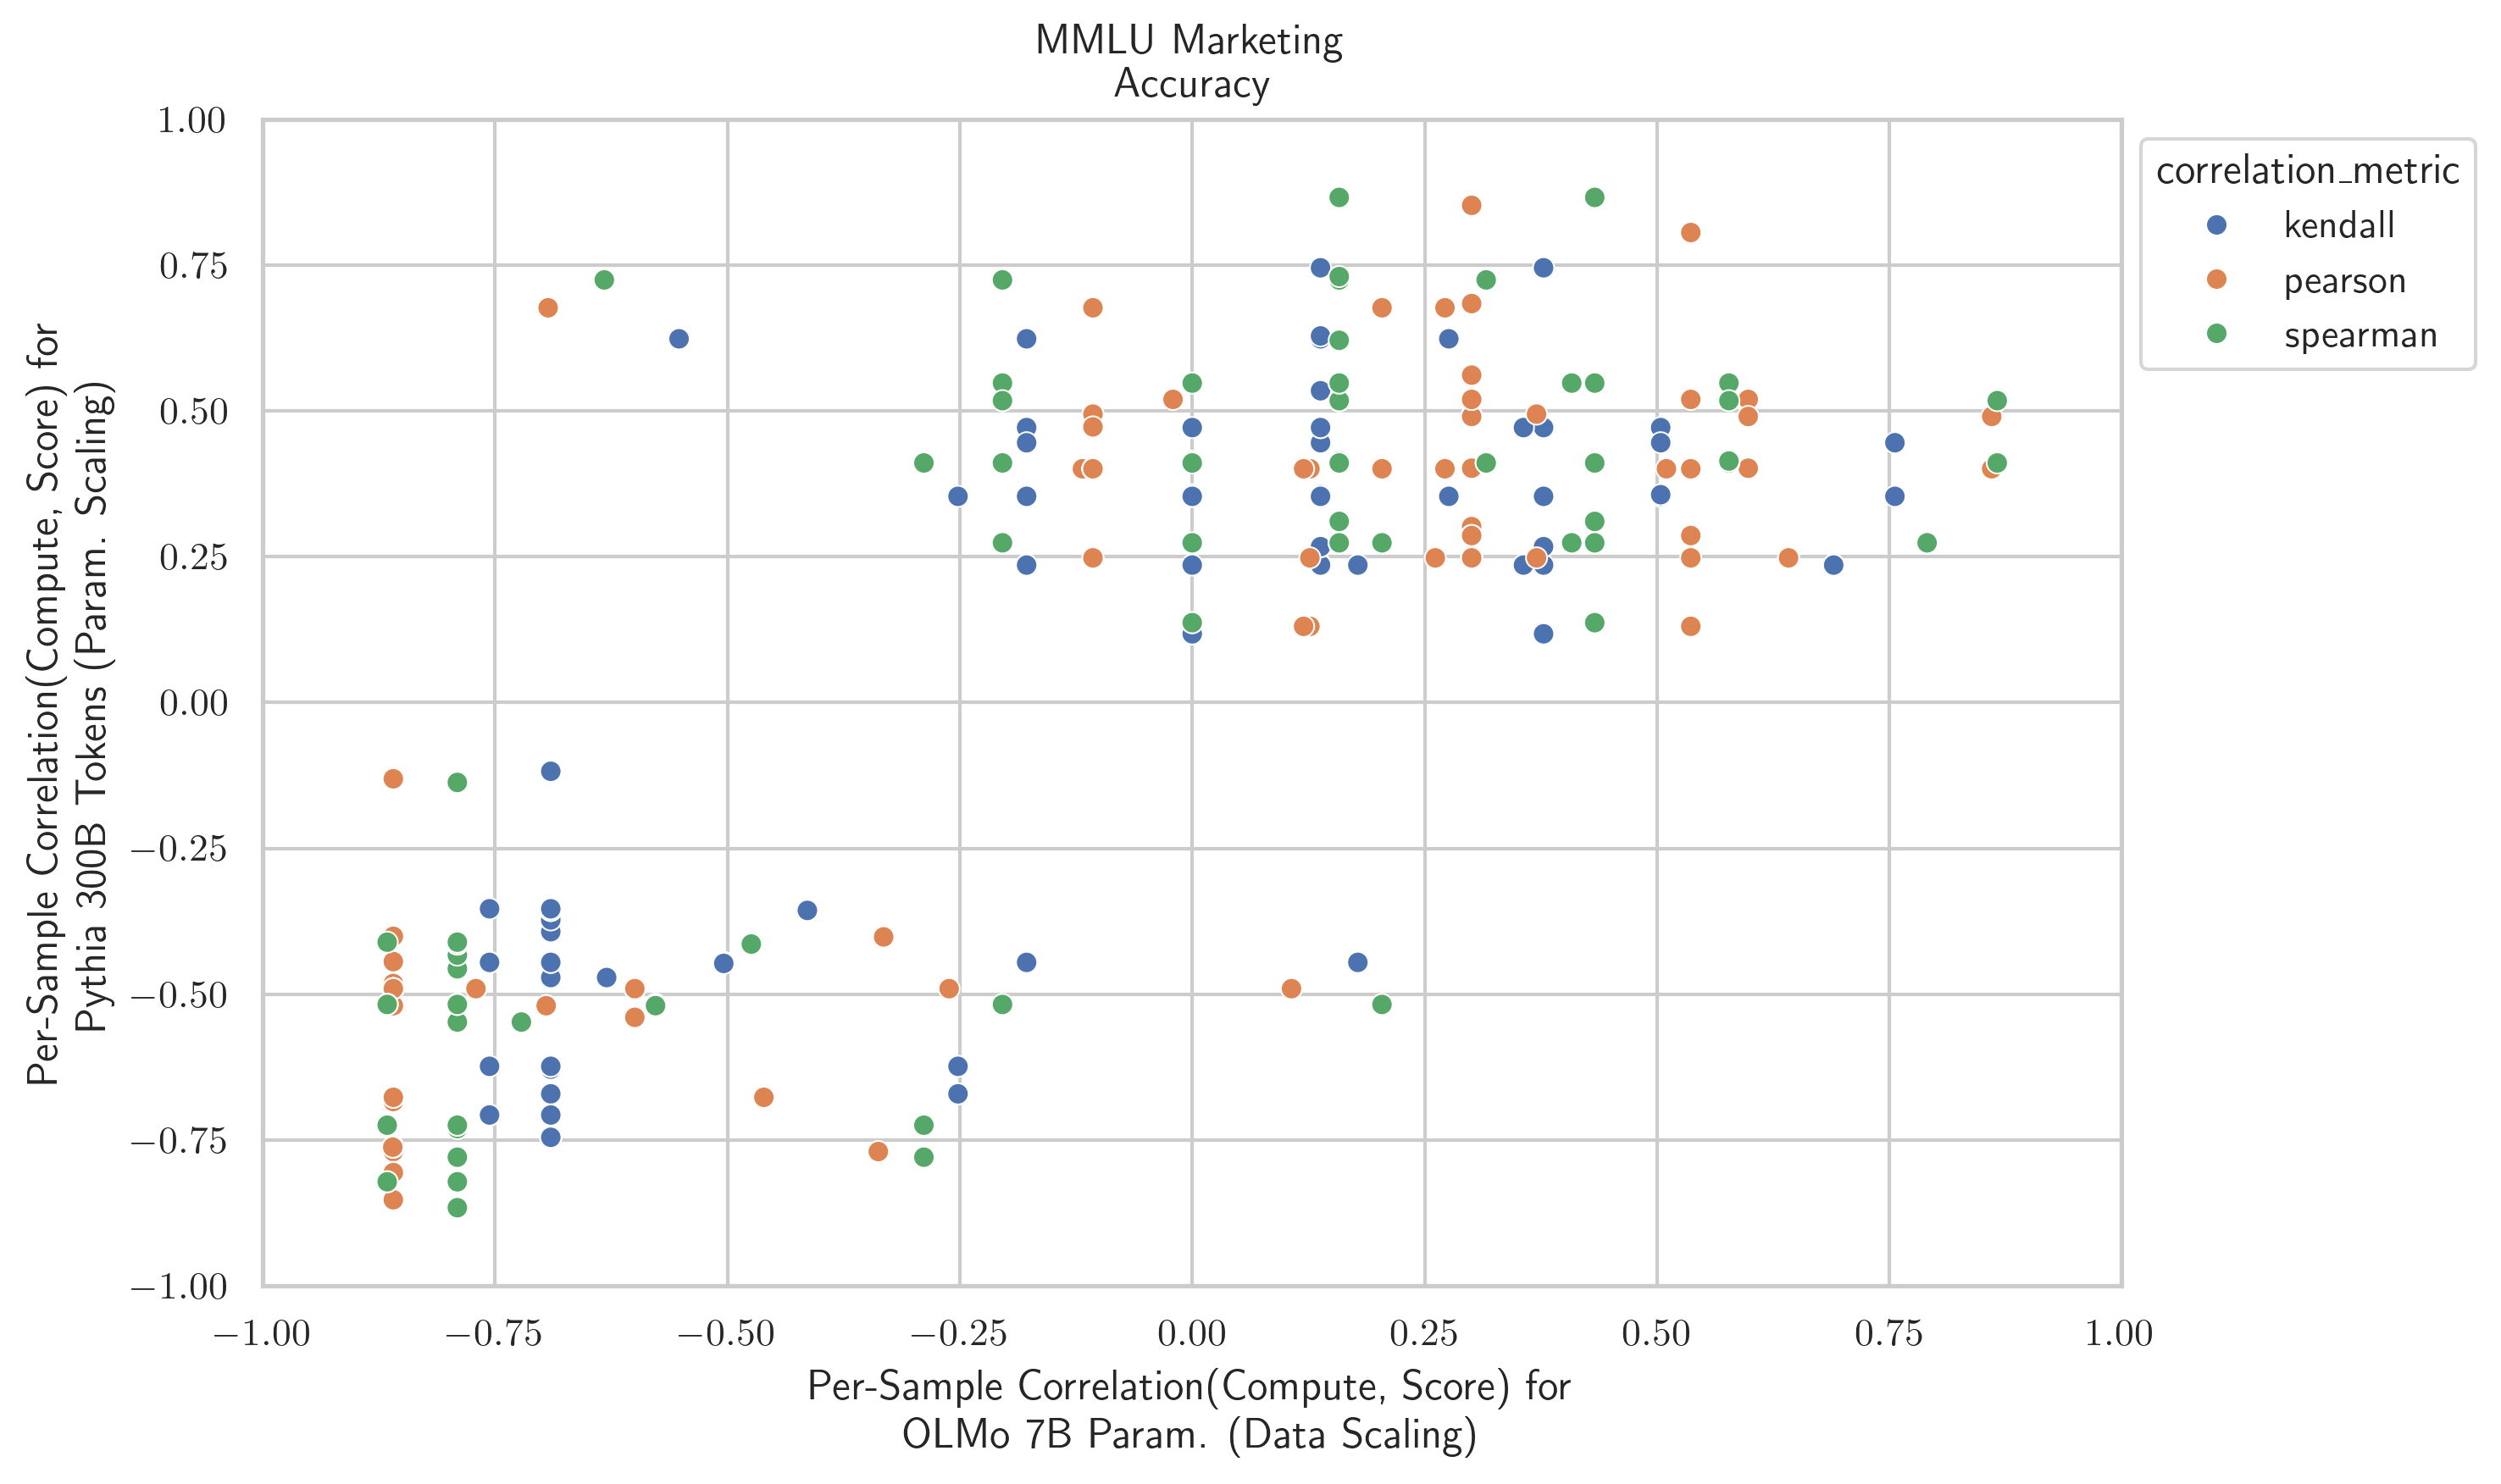 MMLU Marketing
Accuracy
Per-Sample Correlation(Compute, Score) for
Pythia 300B Tokens (Param. Scaling)
1.00
0.75
0.50
0.25
0.00
−0.25
−0.50
−0.75
−1.00
correlation_metric
kendall
pearson
spearman
−1.00
−0.75
−0.50
−0.25
0.00
0.25
0.50
0.75
1.00
Per-Sample Correlation(Compute, Score) for
OLMo 7B Param. (Data Scaling)